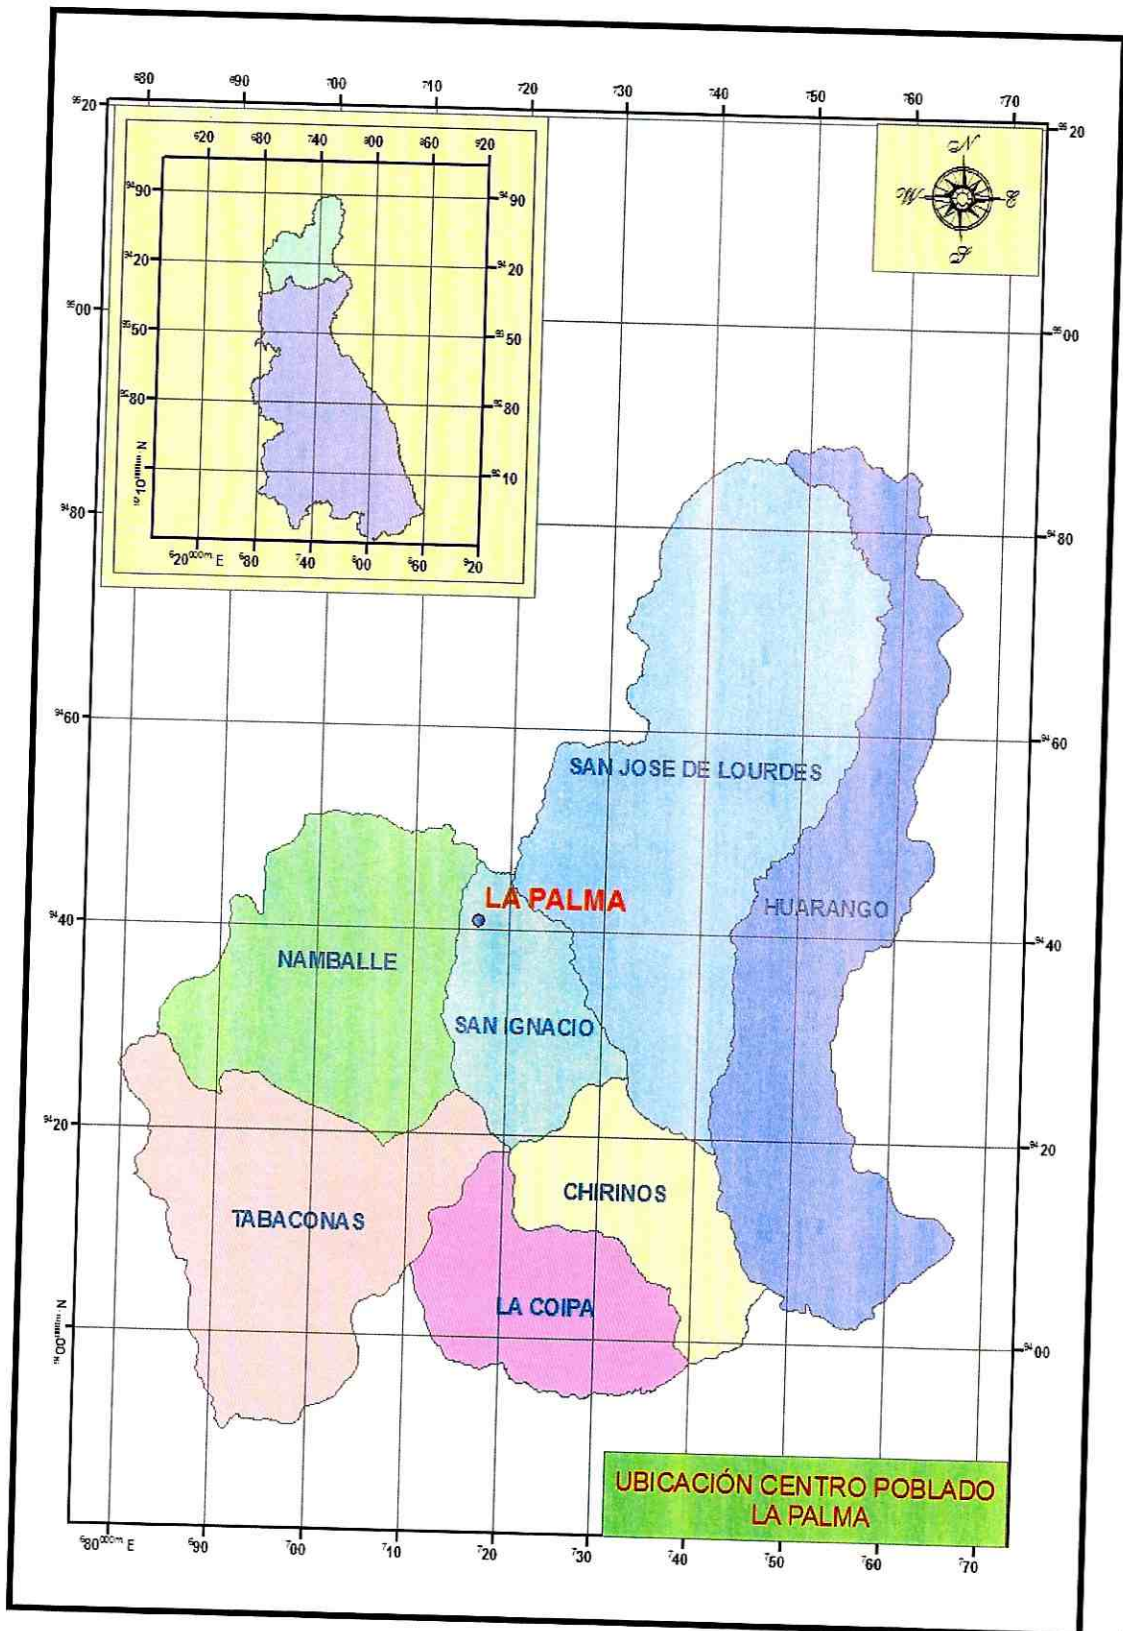 ⁶80 ⁶90 ⁷00 ⁷10 ⁷20 ⁷30 ⁷40 ⁷50 ⁷60 ⁷70
⁹⁵20 ⁹⁵20
⁶20 ⁶80 ⁷40 ⁸00 ⁸60 ⁹20
N
S
⁹⁴90 ⁹⁴90
⁹⁴20 ⁹⁴20
⁹³50 ⁹³50
⁹²80 ⁹²80
⁹²10⁰⁰⁰ᵐ N ⁹²10
⁶20⁰⁰⁰ᵐ E ⁶80 ⁷40 ⁸00 ⁸60 ⁹20
⁹⁵00 ⁹⁵00
⁹⁴80 ⁹⁴80
⁹⁴60 ⁹⁴60
SAN JOSE DE LOURDES
LA PALMA
HUARANGO
⁹⁴40 ⁹⁴40
NAMBALLE
SAN IGNACIO
⁹⁴20 ⁹⁴20
CHIRINOS
TABACONAS
LA COIPA
⁹⁴00⁰⁰⁰ᵐ N ⁹⁴00
UBICACIÓN CENTRO POBLADO
LA PALMA
⁶80⁰⁰⁰ᵐ E ⁶90 ⁷00 ⁷10 ⁷20 ⁷30 ⁷40 ⁷50 ⁷60 ⁷70